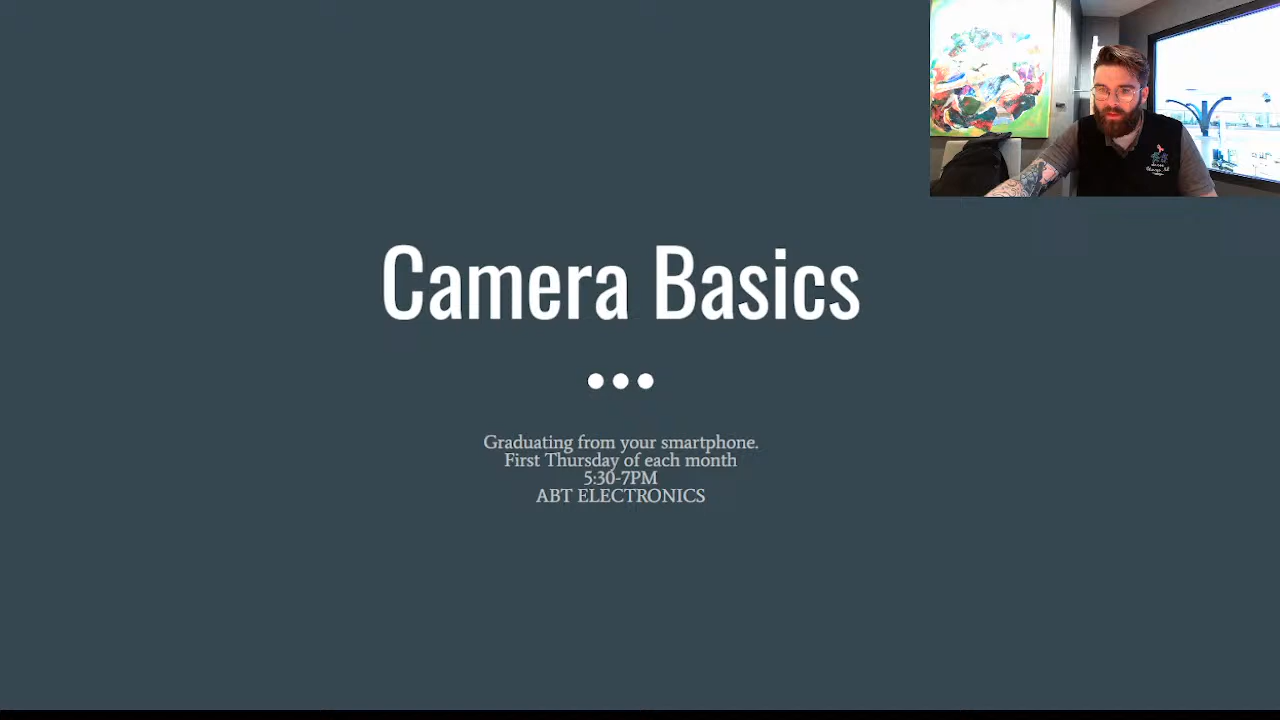 Camera Basics
Graduating from your smartphone.
First Thursday of each month
5:30-7PM
ABT ELECTRONICS